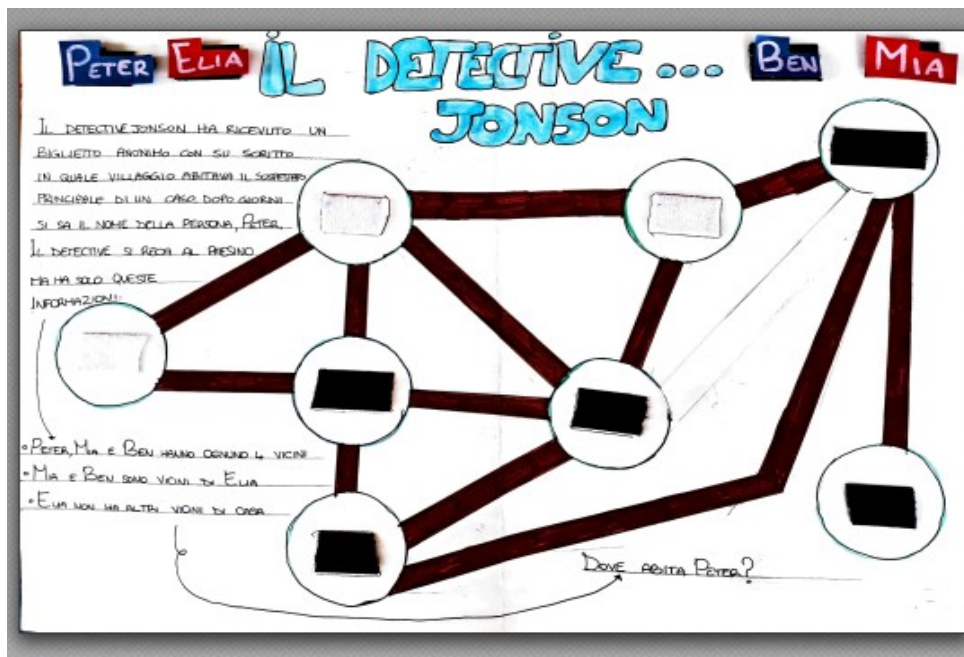 PETER ELIA IL DETECTIVE... BEN MIA
JONSON
IL DETECTIVE JONSON HA RICEVUTO UN
BIGLIETTO ANONIMO CON SU SCRITTO
IN QUALE VILLAGGIO ABITAVA IL SOSPETTATO
PRINCIPALE DI UN CASO. DOPO GIORNI
SI SA IL NOME DELLA PERSONA, PETER.
IL DETECTIVE SI RECA AL PAESINO
MA HA SOLO QUESTE
INFORMAZIONI:
• PETER, MIA E BEN HANNO OGNUNO 4 VICINI
• MIA E BEN SONO VICINI DI ELIA
• ELIA NON HA ALTRI VICINI DI CASA
DOVE ABITA PETER?